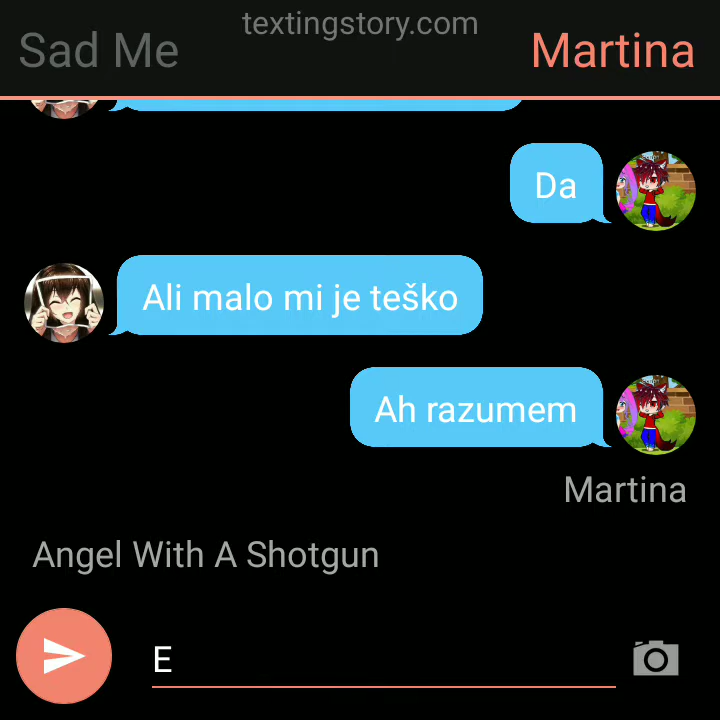 textingstory.com
Sad Me
Martina
Da
Ali malo mi je teško
Ah razumem
Martina
Angel With A Shotgun
E